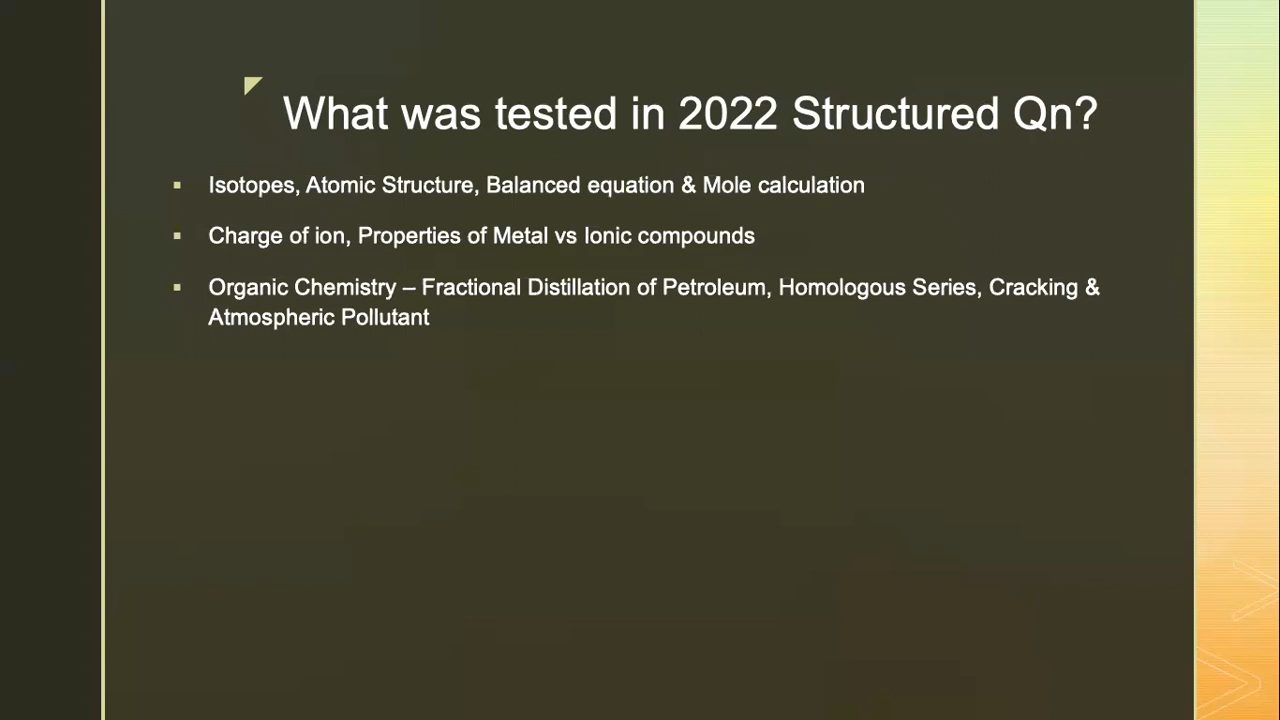 What was tested in 2022 Structured Qn?
▪ Isotopes, Atomic Structure, Balanced equation & Mole calculation
▪ Charge of ion, Properties of Metal vs Ionic compounds
▪ Organic Chemistry – Fractional Distillation of Petroleum, Homologous Series, Cracking &
Atmospheric Pollutant